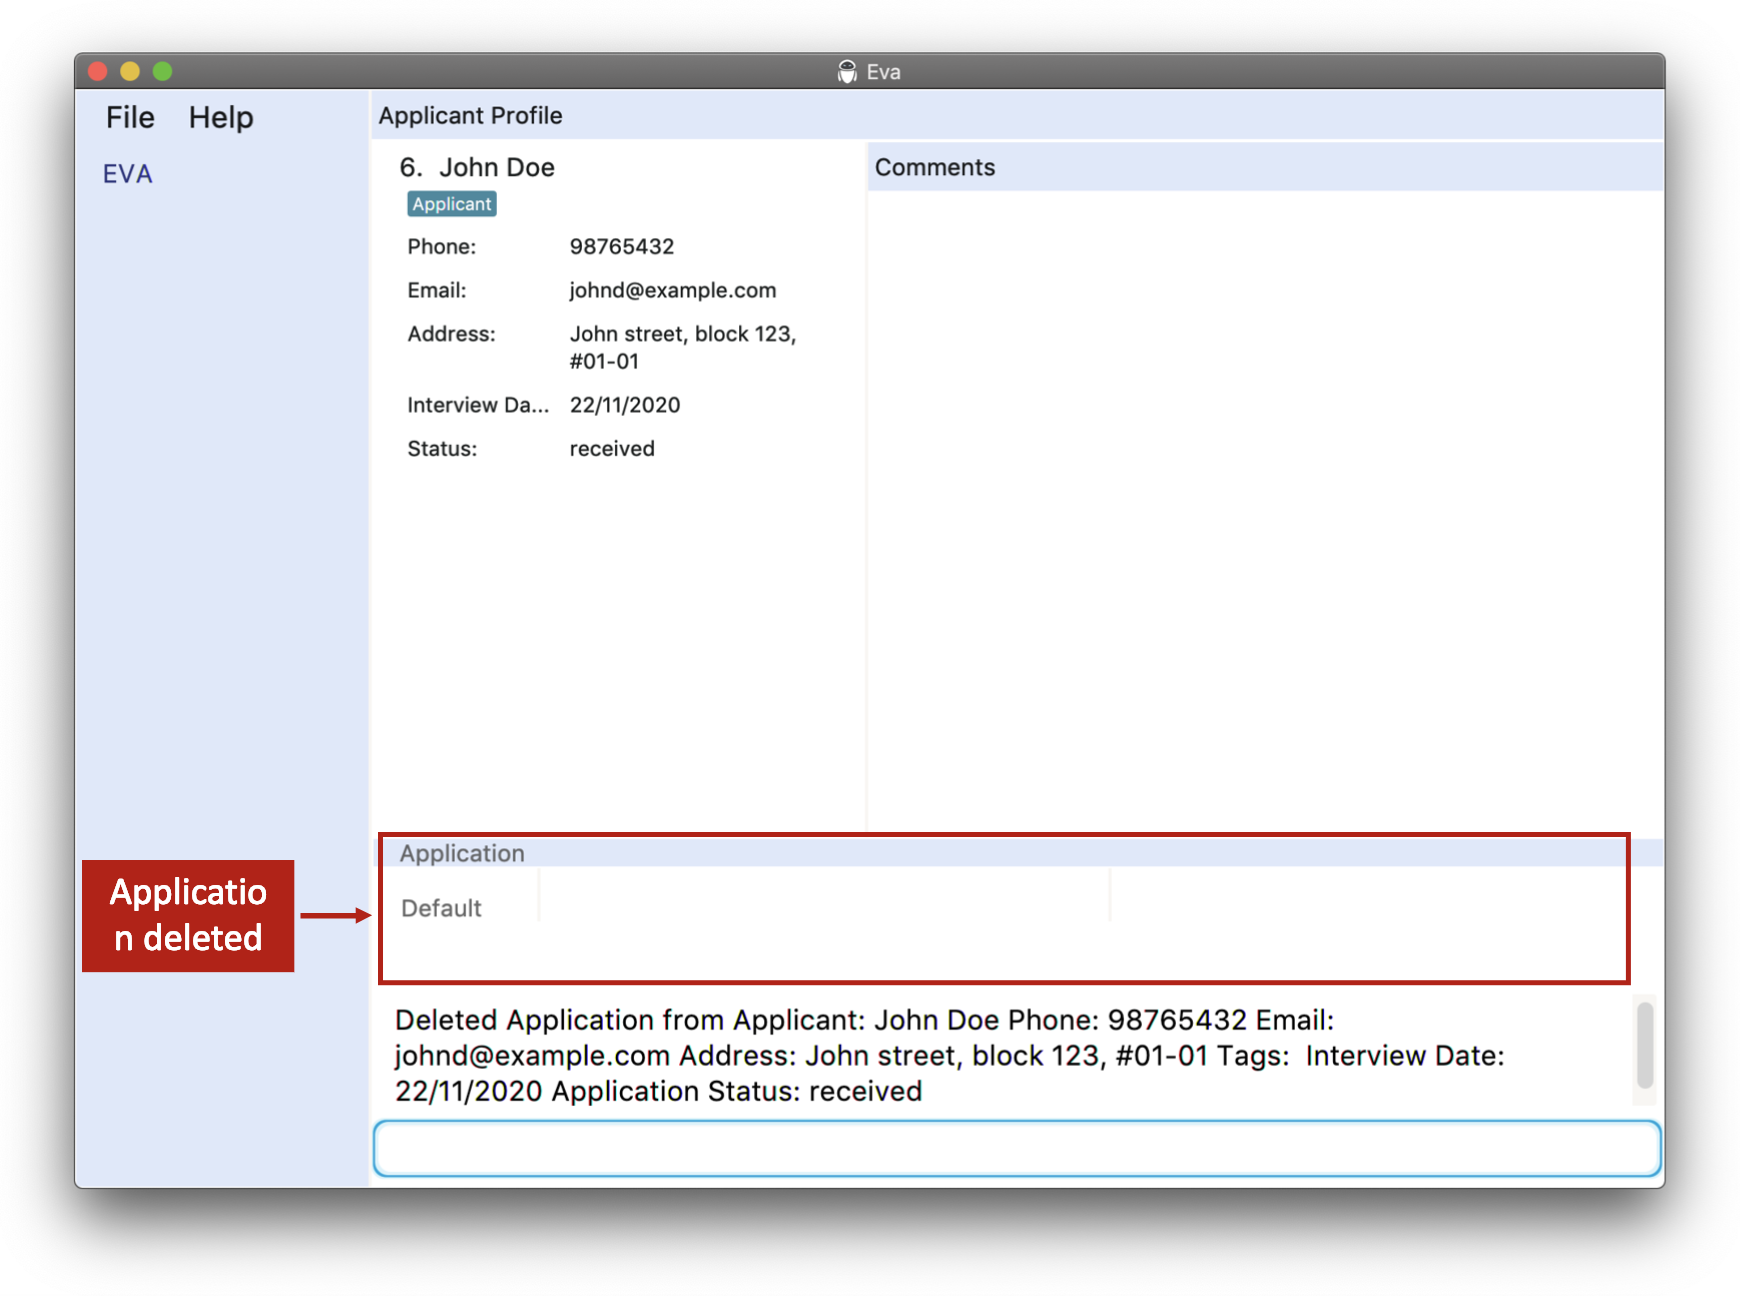 Eva
File Help
EVA
Applicant Profile
6. John Doe
Applicant
Phone: 98765432
Email: johnd@example.com
Address: John street, block 123,
#01-01
Interview Da... 22/11/2020
Status: received
Comments
Application
Default
Applicatio
n deleted
Deleted Application from Applicant: John Doe Phone: 98765432 Email:
johnd@example.com Address: John street, block 123, #01-01 Tags:  Interview Date:
22/11/2020 Application Status: received